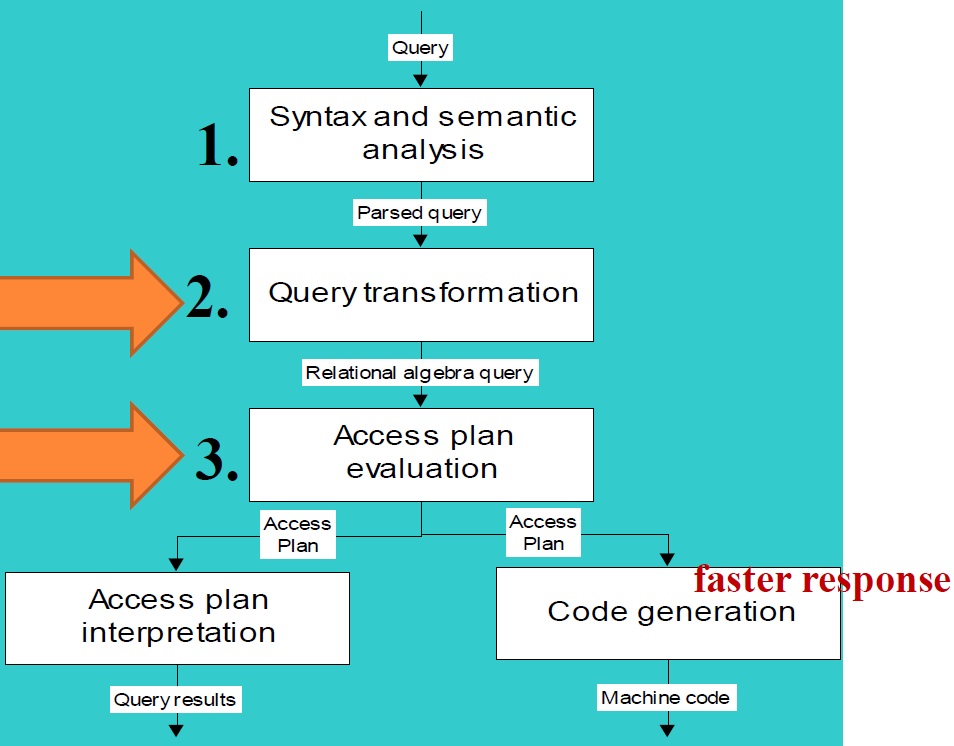 Query
1.
Syntax and semantic
analysis
Parsed query
2.
Query transformation
Relational algebra query
3.
Access plan
evaluation
Access
Plan
Access
Plan
Access plan
interpretation
faster response
Code generation
Query results
Machine code